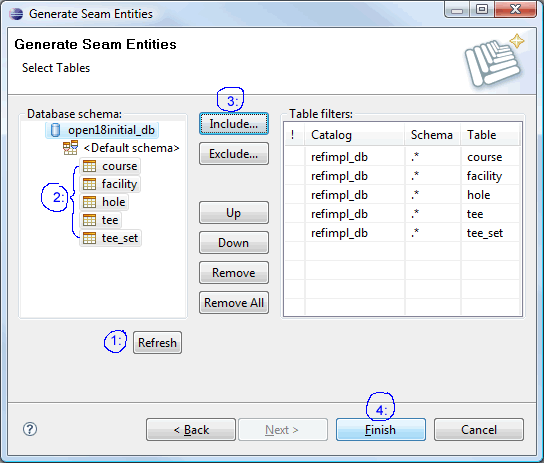 Generate Seam Entities
Generate Seam Entities
Select Tables
Database schema:
open18initial_db
<Default schema>
course
facility
hole
tee
tee_set
2:
1:
Refresh
3:
Include...
Exclude...
Up
Down
Remove
Remove All
Table filters:
! Catalog Schema Table
refimpl_db .* course
refimpl_db .* facility
refimpl_db .* hole
refimpl_db .* tee
refimpl_db .* tee_set
4:
?
< Back
Next >
Finish
Cancel